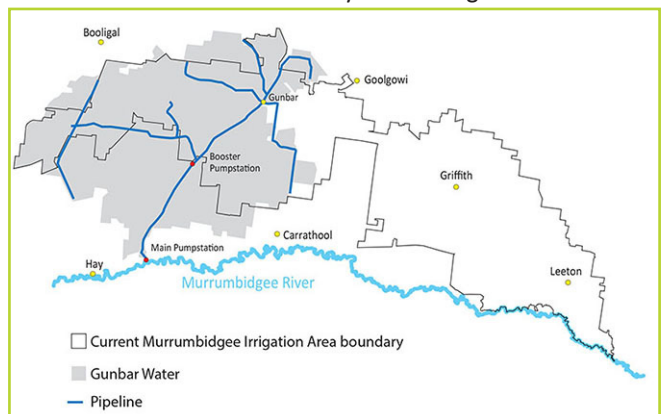 Booligal
Goolgowi
Gunbar
Griffith
Booster
Pumpstation
Carrathool
Main Pumpstation
Hay
Murrumbidgee River
Leeton
Current Murrumbidgee Irrigation Area boundary
Gunbar Water
Pipeline